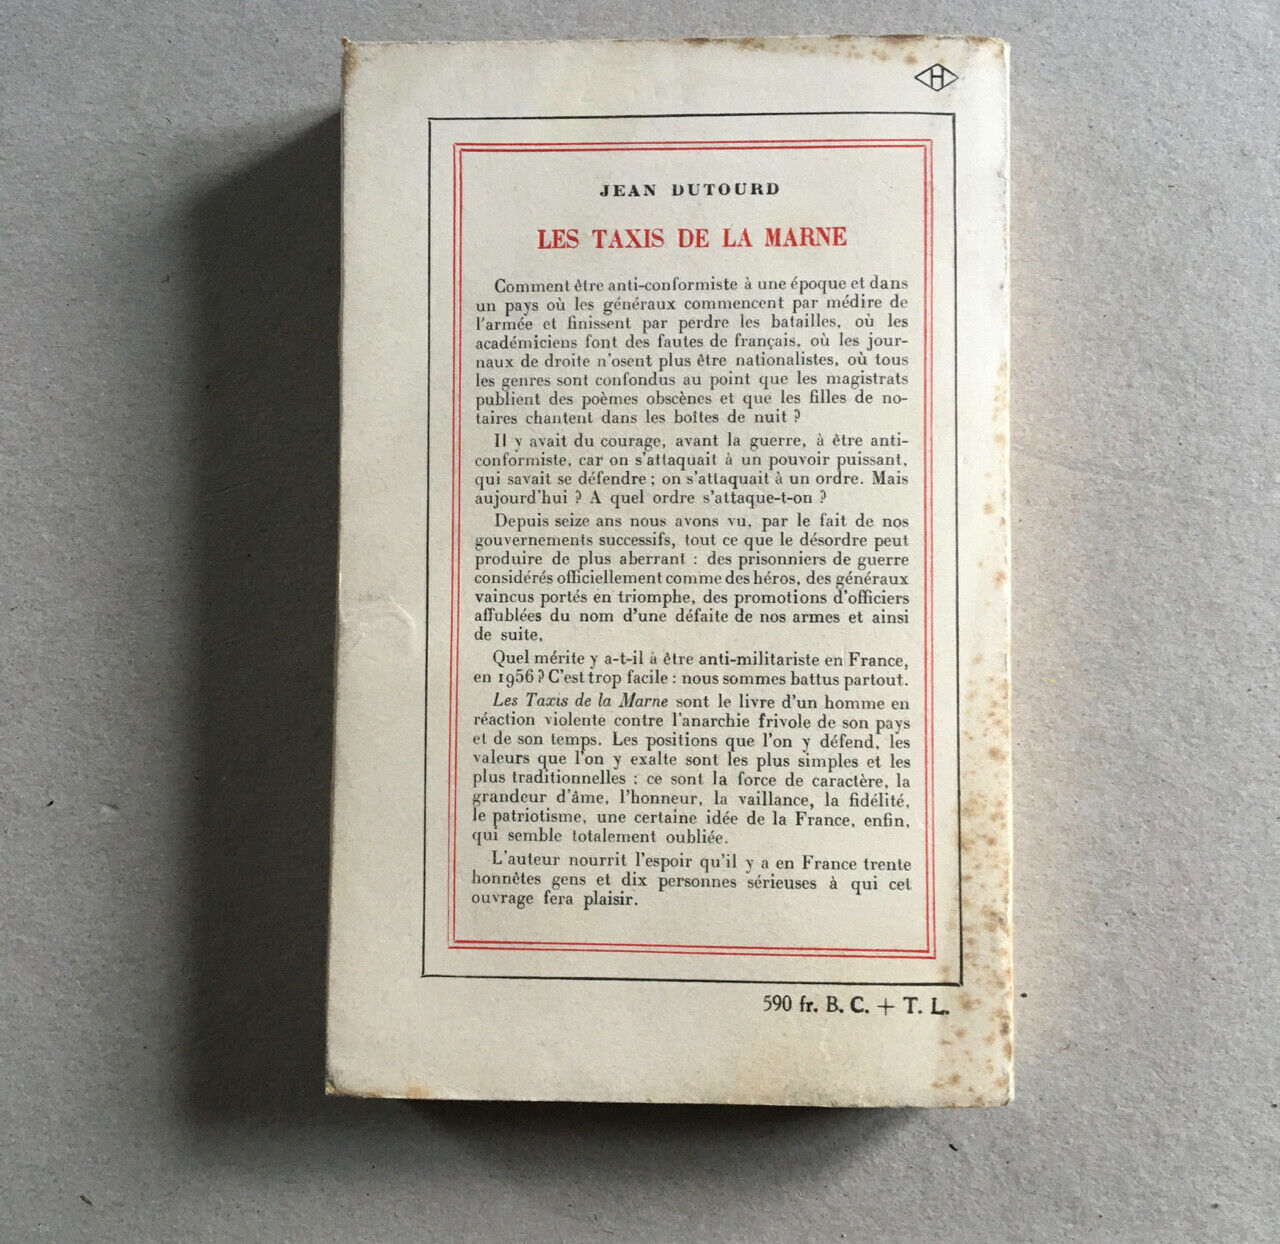 H
JEAN DUTOURD
LES TAXIS DE LA MARNE
Comment être anti-conformiste à une époque et dans
un pays où les généraux commencent par médire de
l'armée et finissent par perdre les batailles, où les
académiciens font des fautes de français, où les jour-
naux de droite n'osent plus être nationalistes, où tous
les genres sont confondus au point que les magistrats
publient des poèmes obscènes et que les filles de no-
taires chantent dans les boîtes de nuit ?
Il y avait du courage, avant la guerre, à être anti-
conformiste, car on s'attaquait à un pouvoir puissant,
qui savait se défendre ; on s'attaquait à un ordre. Mais
aujourd'hui ? A quel ordre s'attaque-t-on ?
Depuis seize ans nous avons vu, par le fait de nos
gouvernements successifs, tout ce que le désordre peut
produire de plus aberrant : des prisonniers de guerre
considérés officiellement comme des héros, des généraux
vaincus portés en triomphe, des promotions d'officiers
affublées du nom d'une défaite de nos armes et ainsi
de suite,
Quel mérite y a-t-il à être anti-militariste en France,
en 1956 ? C'est trop facile : nous sommes battus partout.
Les Taxis de la Marne sont le livre d'un homme en
réaction violente contre l'anarchie frivole de son pays
et de son temps. Les positions que l'on y défend, les
valeurs que l'on y exalte sont les plus simples et les
plus traditionnelles : ce sont la force de caractère, la
grandeur d'âme, l'honneur, la vaillance, la fidélité,
le patriotisme, une certaine idée de la France, enfin,
qui semble totalement oubliée.
L'auteur nourrit l'espoir qu'il y a en France trente
honnêtes gens et dix personnes sérieuses à qui cet
ouvrage fera plaisir.
590 fr. B. C. + T. L.